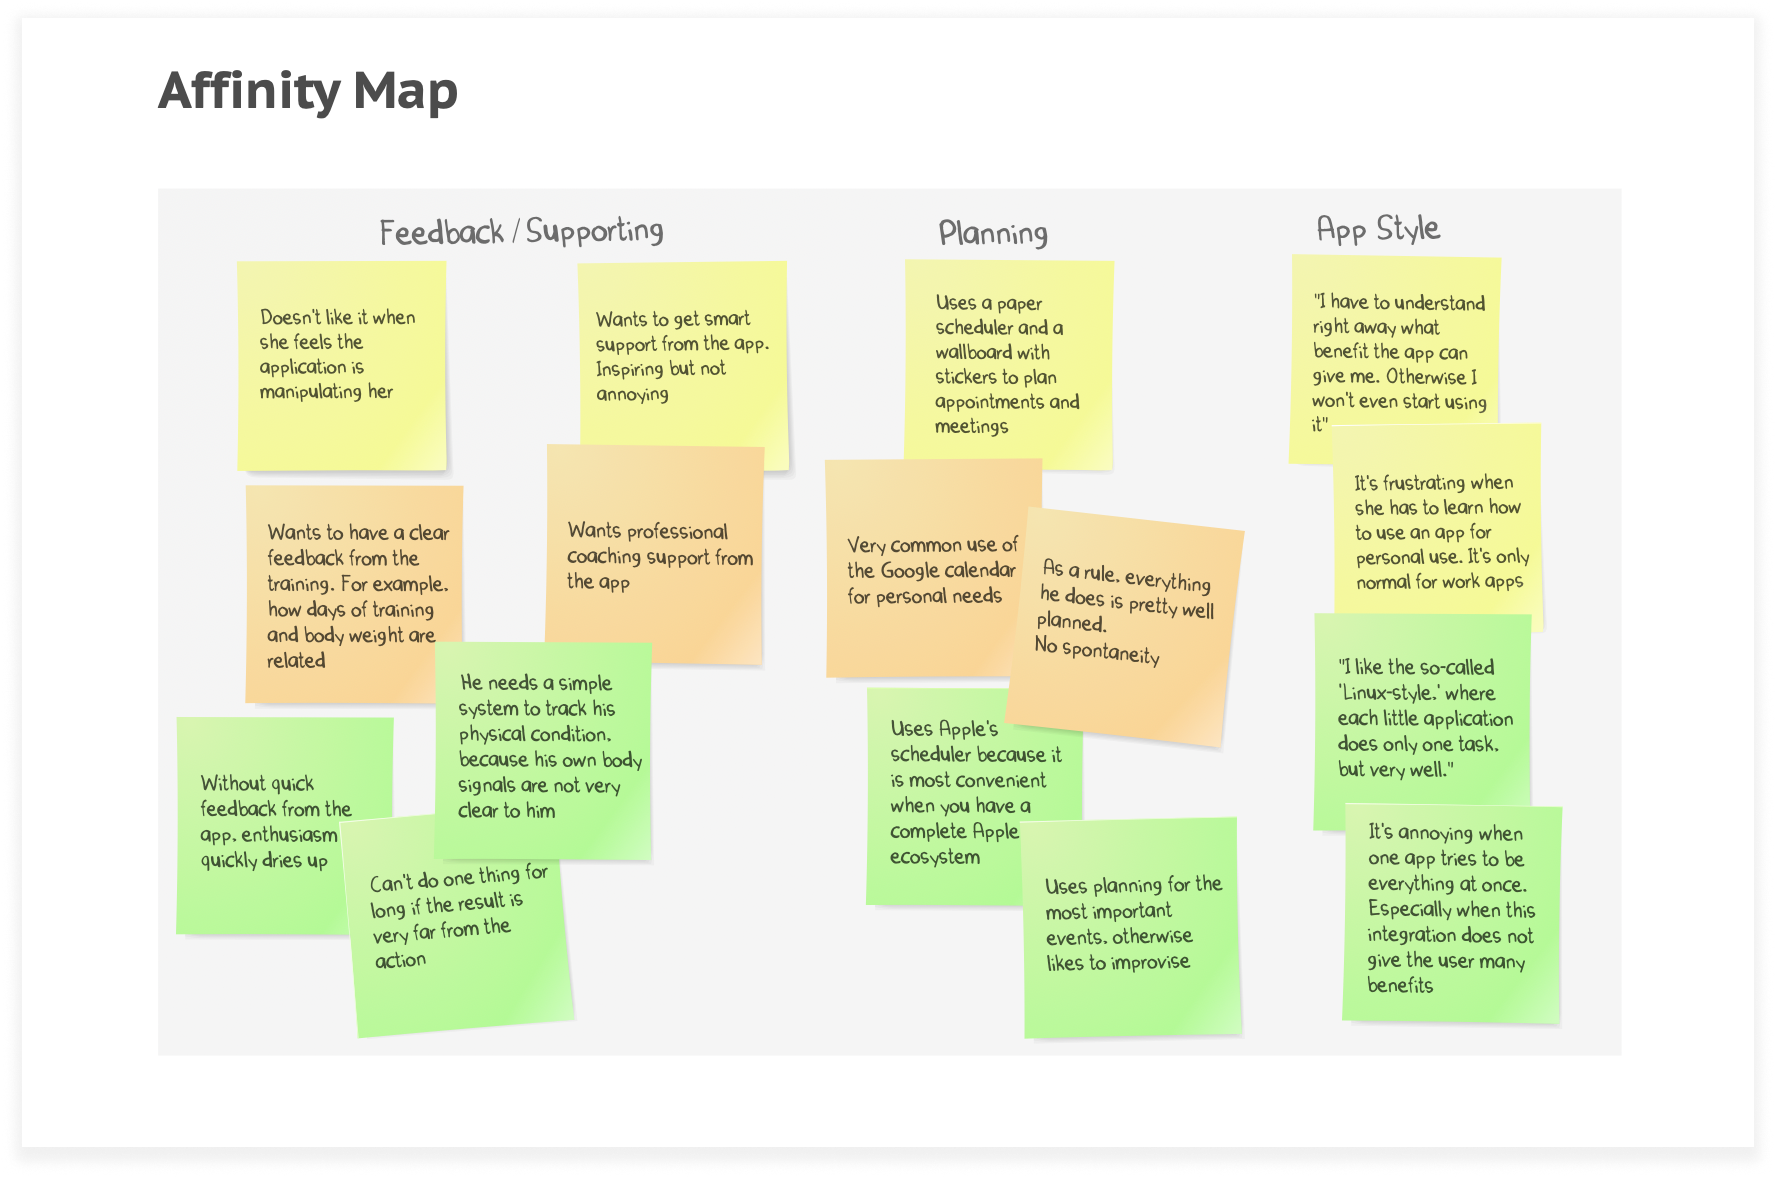 Affinity Map
Feedback / Supporting
Doesn't like it when
she feels the
application is
manipulating her
Wants to get smart
support from the app.
Inspiring but not
annoying
Wants to have a clear
feedback from the
training. For example,
how days of training
and body weight are
related
Wants professional
coaching support from
the app
He needs a simple
system to track his
physical condition,
because his own body
signals are not very
clear to him
Without quick
feedback from the
app, enthusiasm
quickly dries up
Can't do one thing for
long if the result is
very far from the
action
Planning
Uses a paper
scheduler and a
wallboard with
stickers to plan
appointments and
meetings
Very common use of
the Google calendar
for personal needs
As a rule, everything
he does is pretty well
planned.
No spontaneity
Uses Apple's
scheduler because it
is most convenient
when you have a
complete Apple
ecosystem
Uses planning for the
most important
events, otherwise
likes to improvise
App Style
"I have to understand
right away what
benefit the app can
give me. Otherwise I
won't even start using
it"
It's frustrating when
she has to learn how
to use an app for
personal use. It's only
normal for work apps
"I like the so-called
'Linux-style,' where
each little application
does only one task,
but very well."
It's annoying when
one app tries to be
everything at once.
Especially when this
integration does not
give the user many
benefits